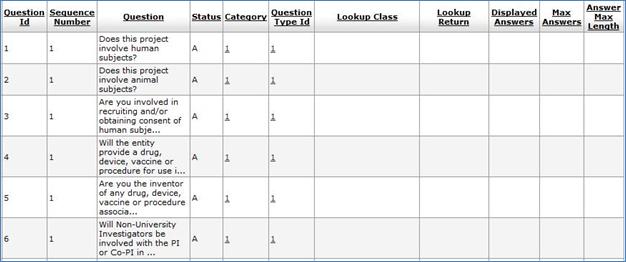 Question Id Sequence Number Question Status Category Question Type Id Lookup Class Lookup Return Displayed Answers Max Answers Answer Max Length
1 1 Does this project involve human subjects? A 1 1
2 1 Does this project involve animal subjects? A 1 1
3 1 Are you involved in recruiting and/or obtaining consent of human subje... A 1 1
4 1 Will the entity provide a drug, device, vaccine or procedure for use i... A 1 1
5 1 Are you the inventor of any drug, device, vaccine or procedure associa... A 1 1
6 1 Will Non-University Investigators be involved with the PI or Co-PI in ... A 1 1